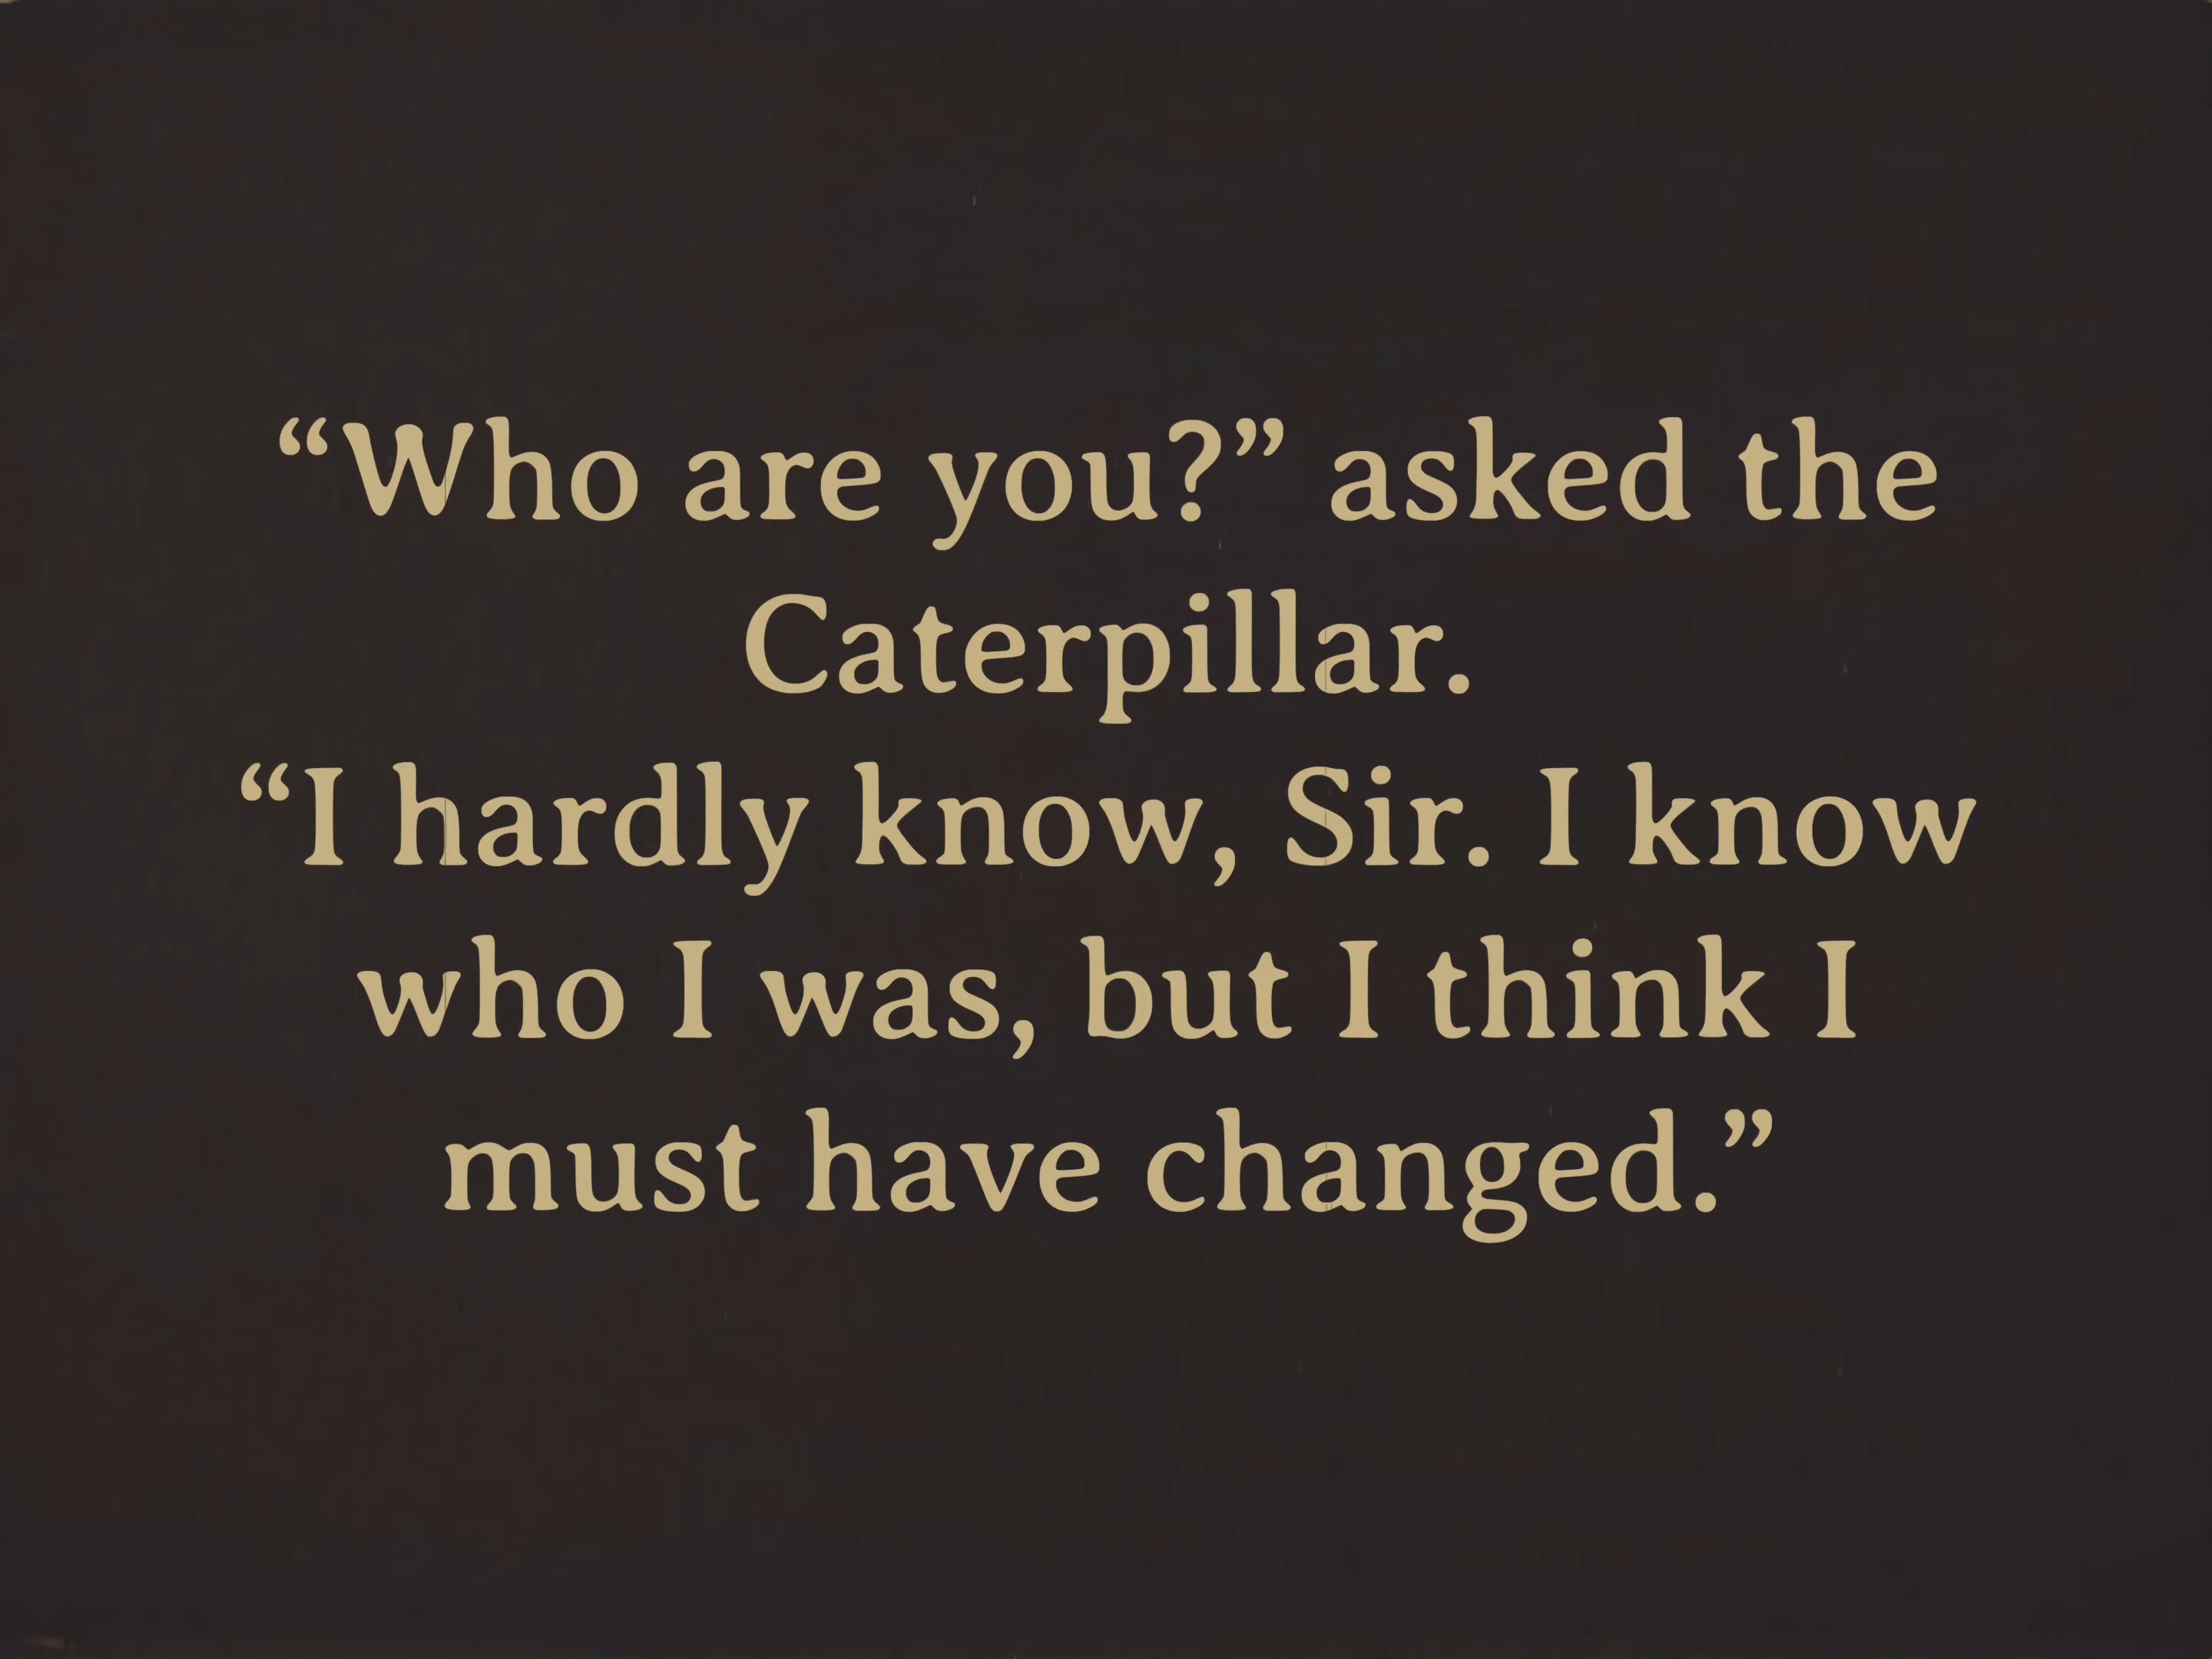 “Who are you?” asked the
Caterpillar.
“I hardly know, Sir. I know
who I was, but I think I
must have changed.”